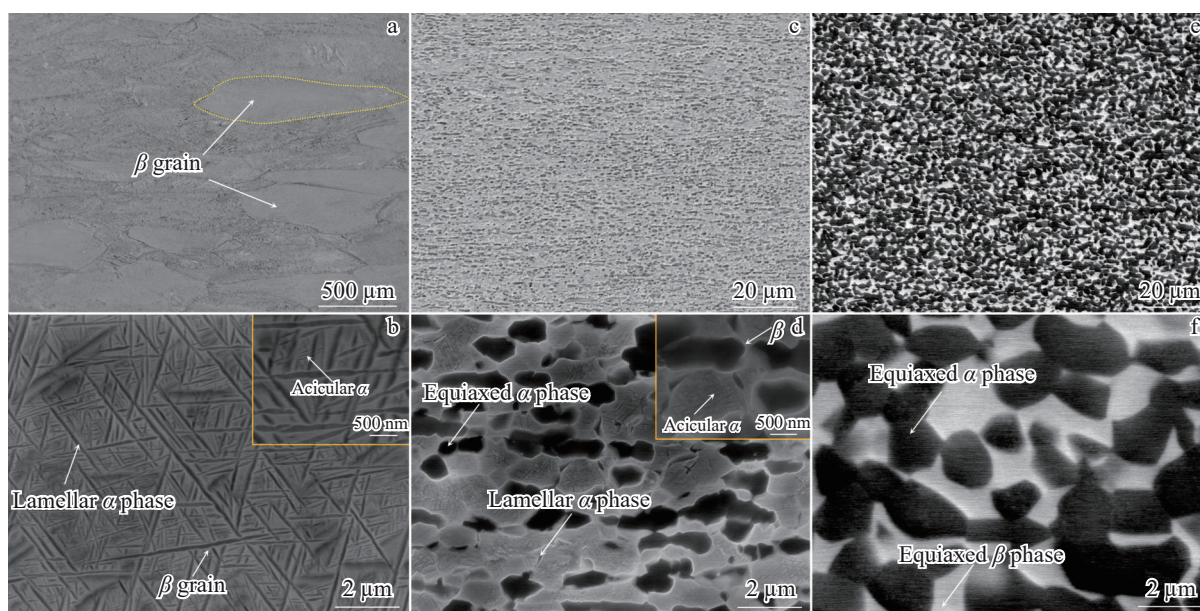 a
β grain
500 μm
c
20 μm
e
20 μm
b
Acicular α
500 nm
Lamellar α phase
β grain
2 μm
d
β
Equiaxed α phase
Acicular α
500 nm
Lamellar α phase
2 μm
f
Equiaxed α phase
Equiaxed β phase
2 μm